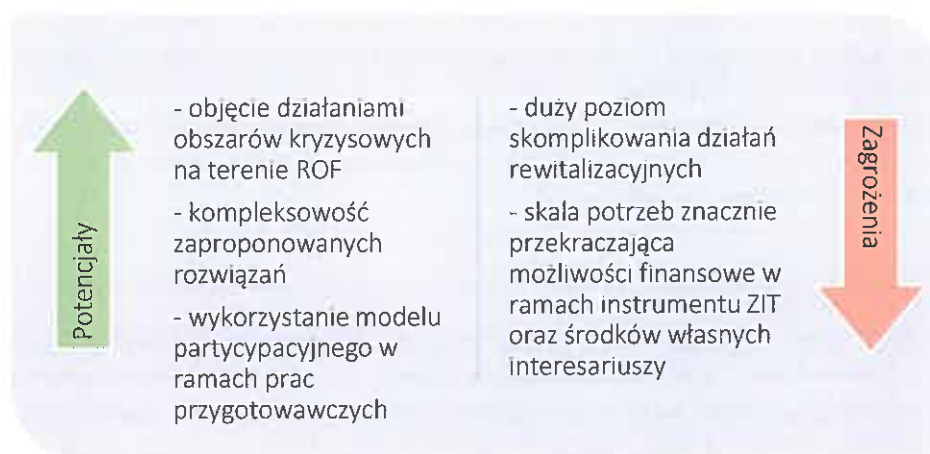 Potencjały
- objęcie działaniami
obszarów kryzysowych
na terenie ROF
- kompleksowość
zaproponowanych
rozwiązań
- wykorzystanie modelu
partycypacyjnego w
ramach prac
przygotowawczych
- duży poziom
skomplikowania działań
rewitalizacyjnych
- skala potrzeb znacznie
przekraczająca
możliwości finansowe w
ramach instrumentu ZIT
oraz środków własnych
interesariuszy
Zagrożenia